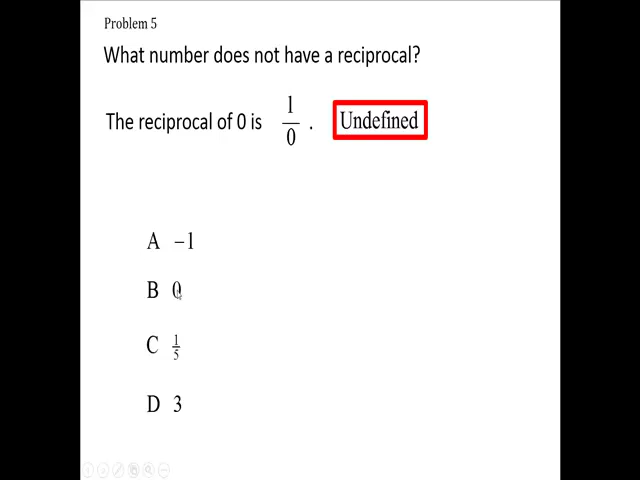 Problem 5
What number does not have a reciprocal?
The reciprocal of 0 is 1/0 . Undefined
A −1
B 0
C 1/5
D 3